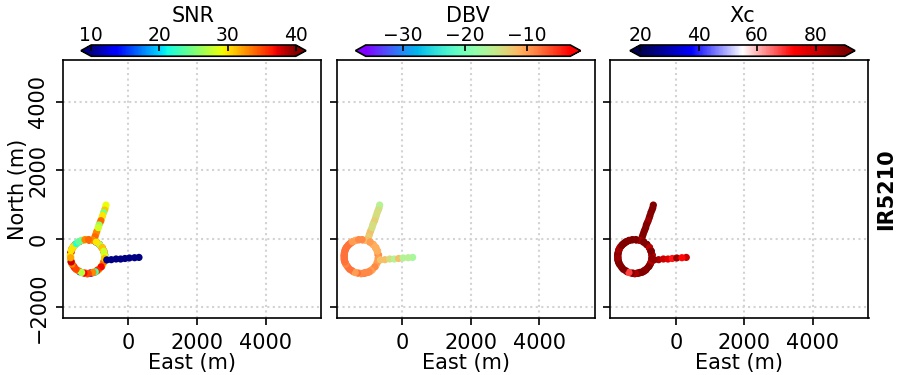 SNR DBV Xc
10 20 30 40 −30 −20 −10 20 40 60 80
4000
2000
0
−2000
North (m)
IR5210
0 2000 4000 0 2000 4000 0 2000 4000
East (m) East (m) East (m)